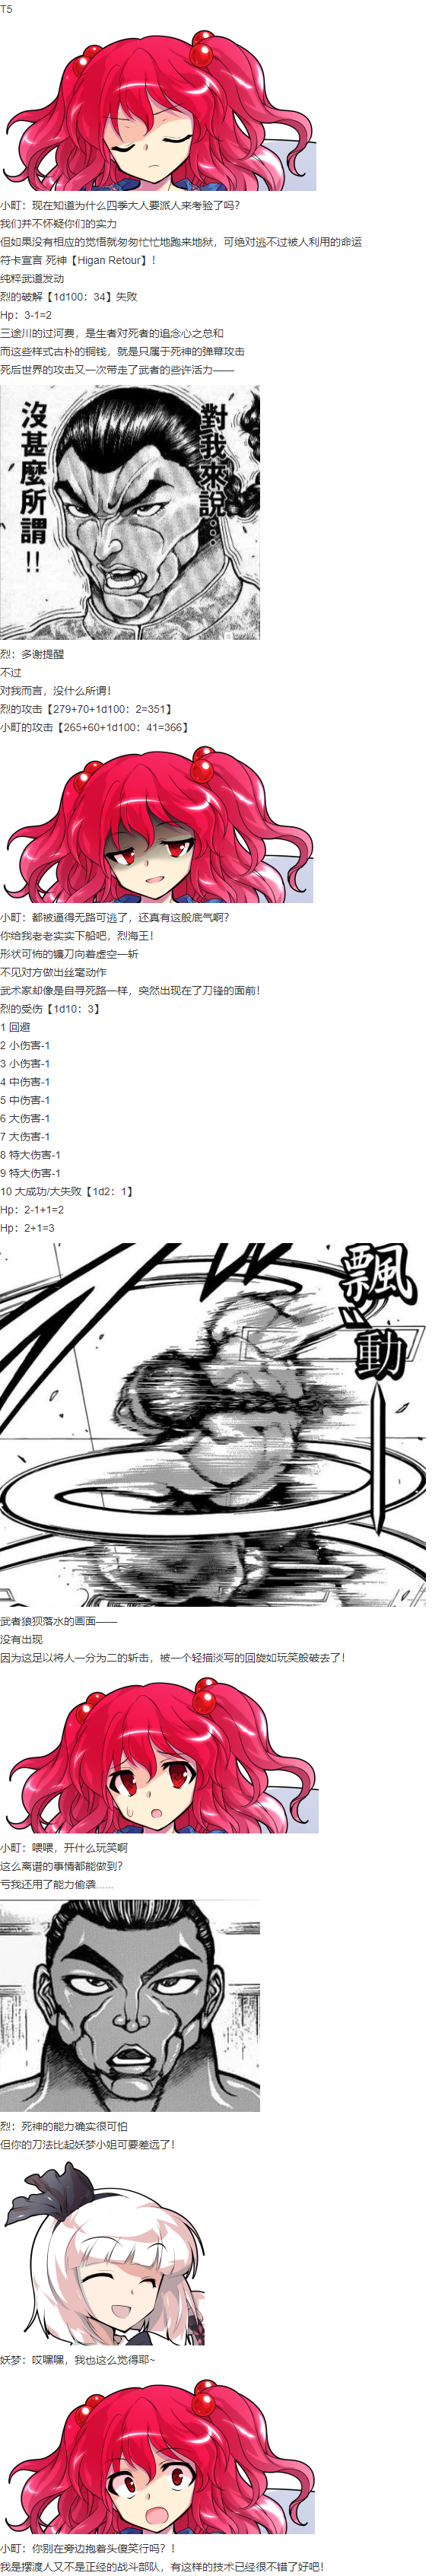 T5
小町：现在知道为什么四季大人要派人来考验了吗？
我们并不怀疑你们的实力
但如果没有相应的觉悟就匆匆忙忙地跑来地狱，可绝对逃不过被人利用的命运
符卡宣言 死神【Higan Retour】！
纯粹武道发动
烈的破解【1d100：34】失败
Hp：3-1=2
三途川的过河费，是生者对死者的追念心之总和
而这些样式古朴的铜钱，就是只属于死神的弹幕攻击
死后世界的攻击又一次带走了武者的些许活力——
對我來說…
沒甚麼所謂!!
烈：多谢提醒
不过
对我而言，没什么所谓！
烈的攻击【279+70+1d100：2=351】
小町的攻击【265+60+1d100：41=366】
小町：都被逼得无路可逃了，还真有这般底气啊？
你给我老老实实下船吧，烈海王！
形状可怖的镰刀向着虚空一斩
不见对方做出丝毫动作
武术家却像是自寻死路一样，突然出现在了刀锋的面前！
烈的受伤【1d10：3】
1 回避
2 小伤害-1
3 小伤害-1
4 中伤害-1
5 中伤害-1
6 大伤害-1
7 大伤害-1
8 特大伤害-1
9 特大伤害-1
10 大成功/大失败【1d2：1】
Hp：2-1+1=2
Hp：2+1=3
飄動
武者狼狈落水的画面——
没有出现
因为这足以将人一分为二的斩击，被一个轻描淡写的回旋如玩笑般破去了！
小町：喂喂，开什么玩笑啊
这么离谱的事情都能做到？
亏我还用了能力偷袭......
烈：死神的能力确实很可怕
但你的刀法比起妖梦小姐可要差远了！
妖梦：哎嘿嘿，我也这么觉得耶~
小町：你别在旁边抱着头傻笑行吗？！
我是摆渡人又不是正经的战斗部队，有这样的技术已经很不错了好吧！